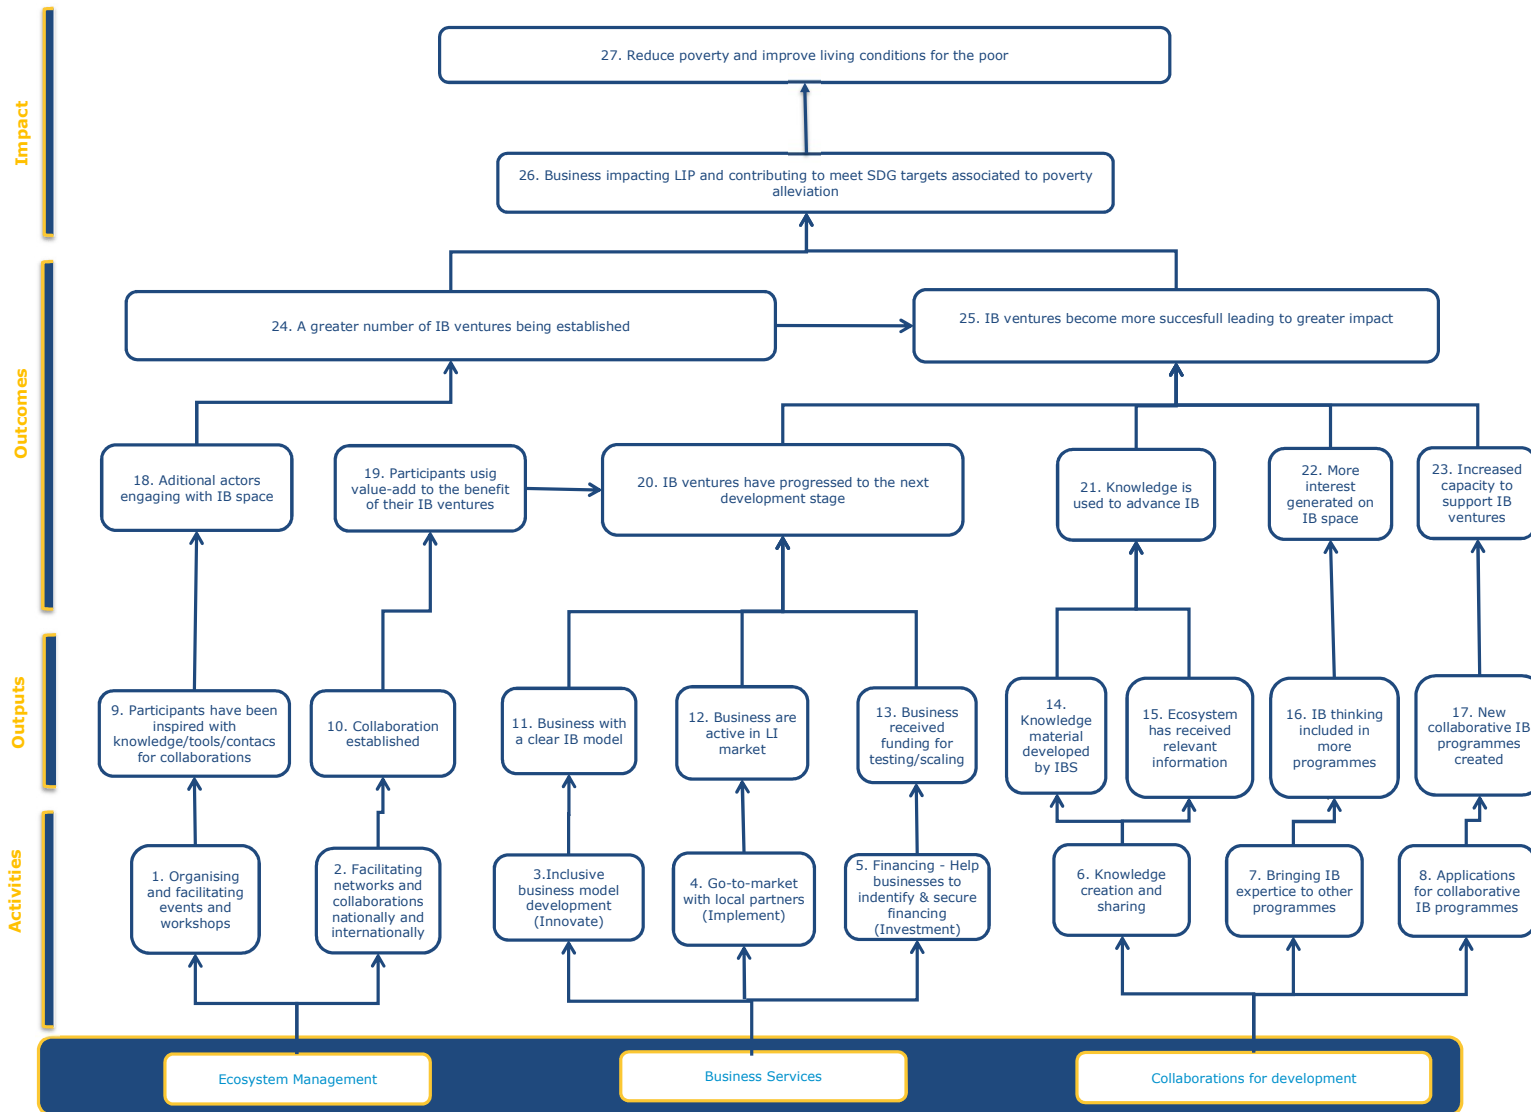 Impact
27. Reduce poverty and improve living conditions for the poor
26. Business impacting LIP and contributing to meet SDG targets associated to poverty
alleviation
Outcomes
24. A greater number of IB ventures being established
25. IB ventures become more succesfull leading to greater impact
18. Aditional actors
engaging with IB space
19. Participants usig
value-add to the benefit
of their IB ventures
20. IB ventures have progressed to the next
development stage
21. Knowledge is
used to advance IB
22. More
interest
generated on
IB space
23. Increased
capacity to
support IB
ventures
Outputs
9. Participants have been
inspired with
knowledge/tools/contacs
for collaborations
10. Collaboration
established
11. Business with
a clear IB model
12. Business are
active in LI
market
13. Business
received
funding for
testing/scaling
14.
Knowledge
material
developed
by IBS
15. Ecosystem
has received
relevant
information
16. IB thinking
included in
more
programmes
17. New
collaborative IB
programmes
created
Activities
1. Organising
and facilitating
events and
workshops
2. Facilitating
networks and
collaborations
nationally and
internationally
3.Inclusive
business model
development
(Innovate)
4. Go-to-market
with local partners
(Implement)
5. Financing - Help
businesses to
indentify & secure
financing
(Investment)
6. Knowledge
creation and
sharing
7. Bringing IB
expertice to other
programmes
8. Applications
for collaborative
IB programmes
Ecosystem Management
Business Services
Collaborations for development